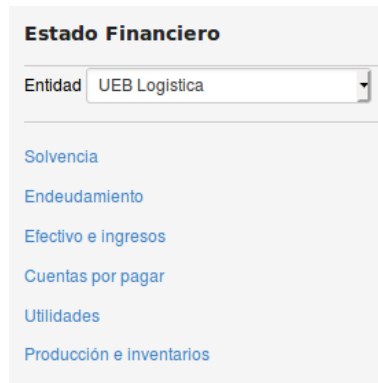 Estado Financiero
Entidad UEB Logistica
Solvencia
Endeudamiento
Efectivo e ingresos
Cuentas por pagar
Utilidades
Producción e inventarios